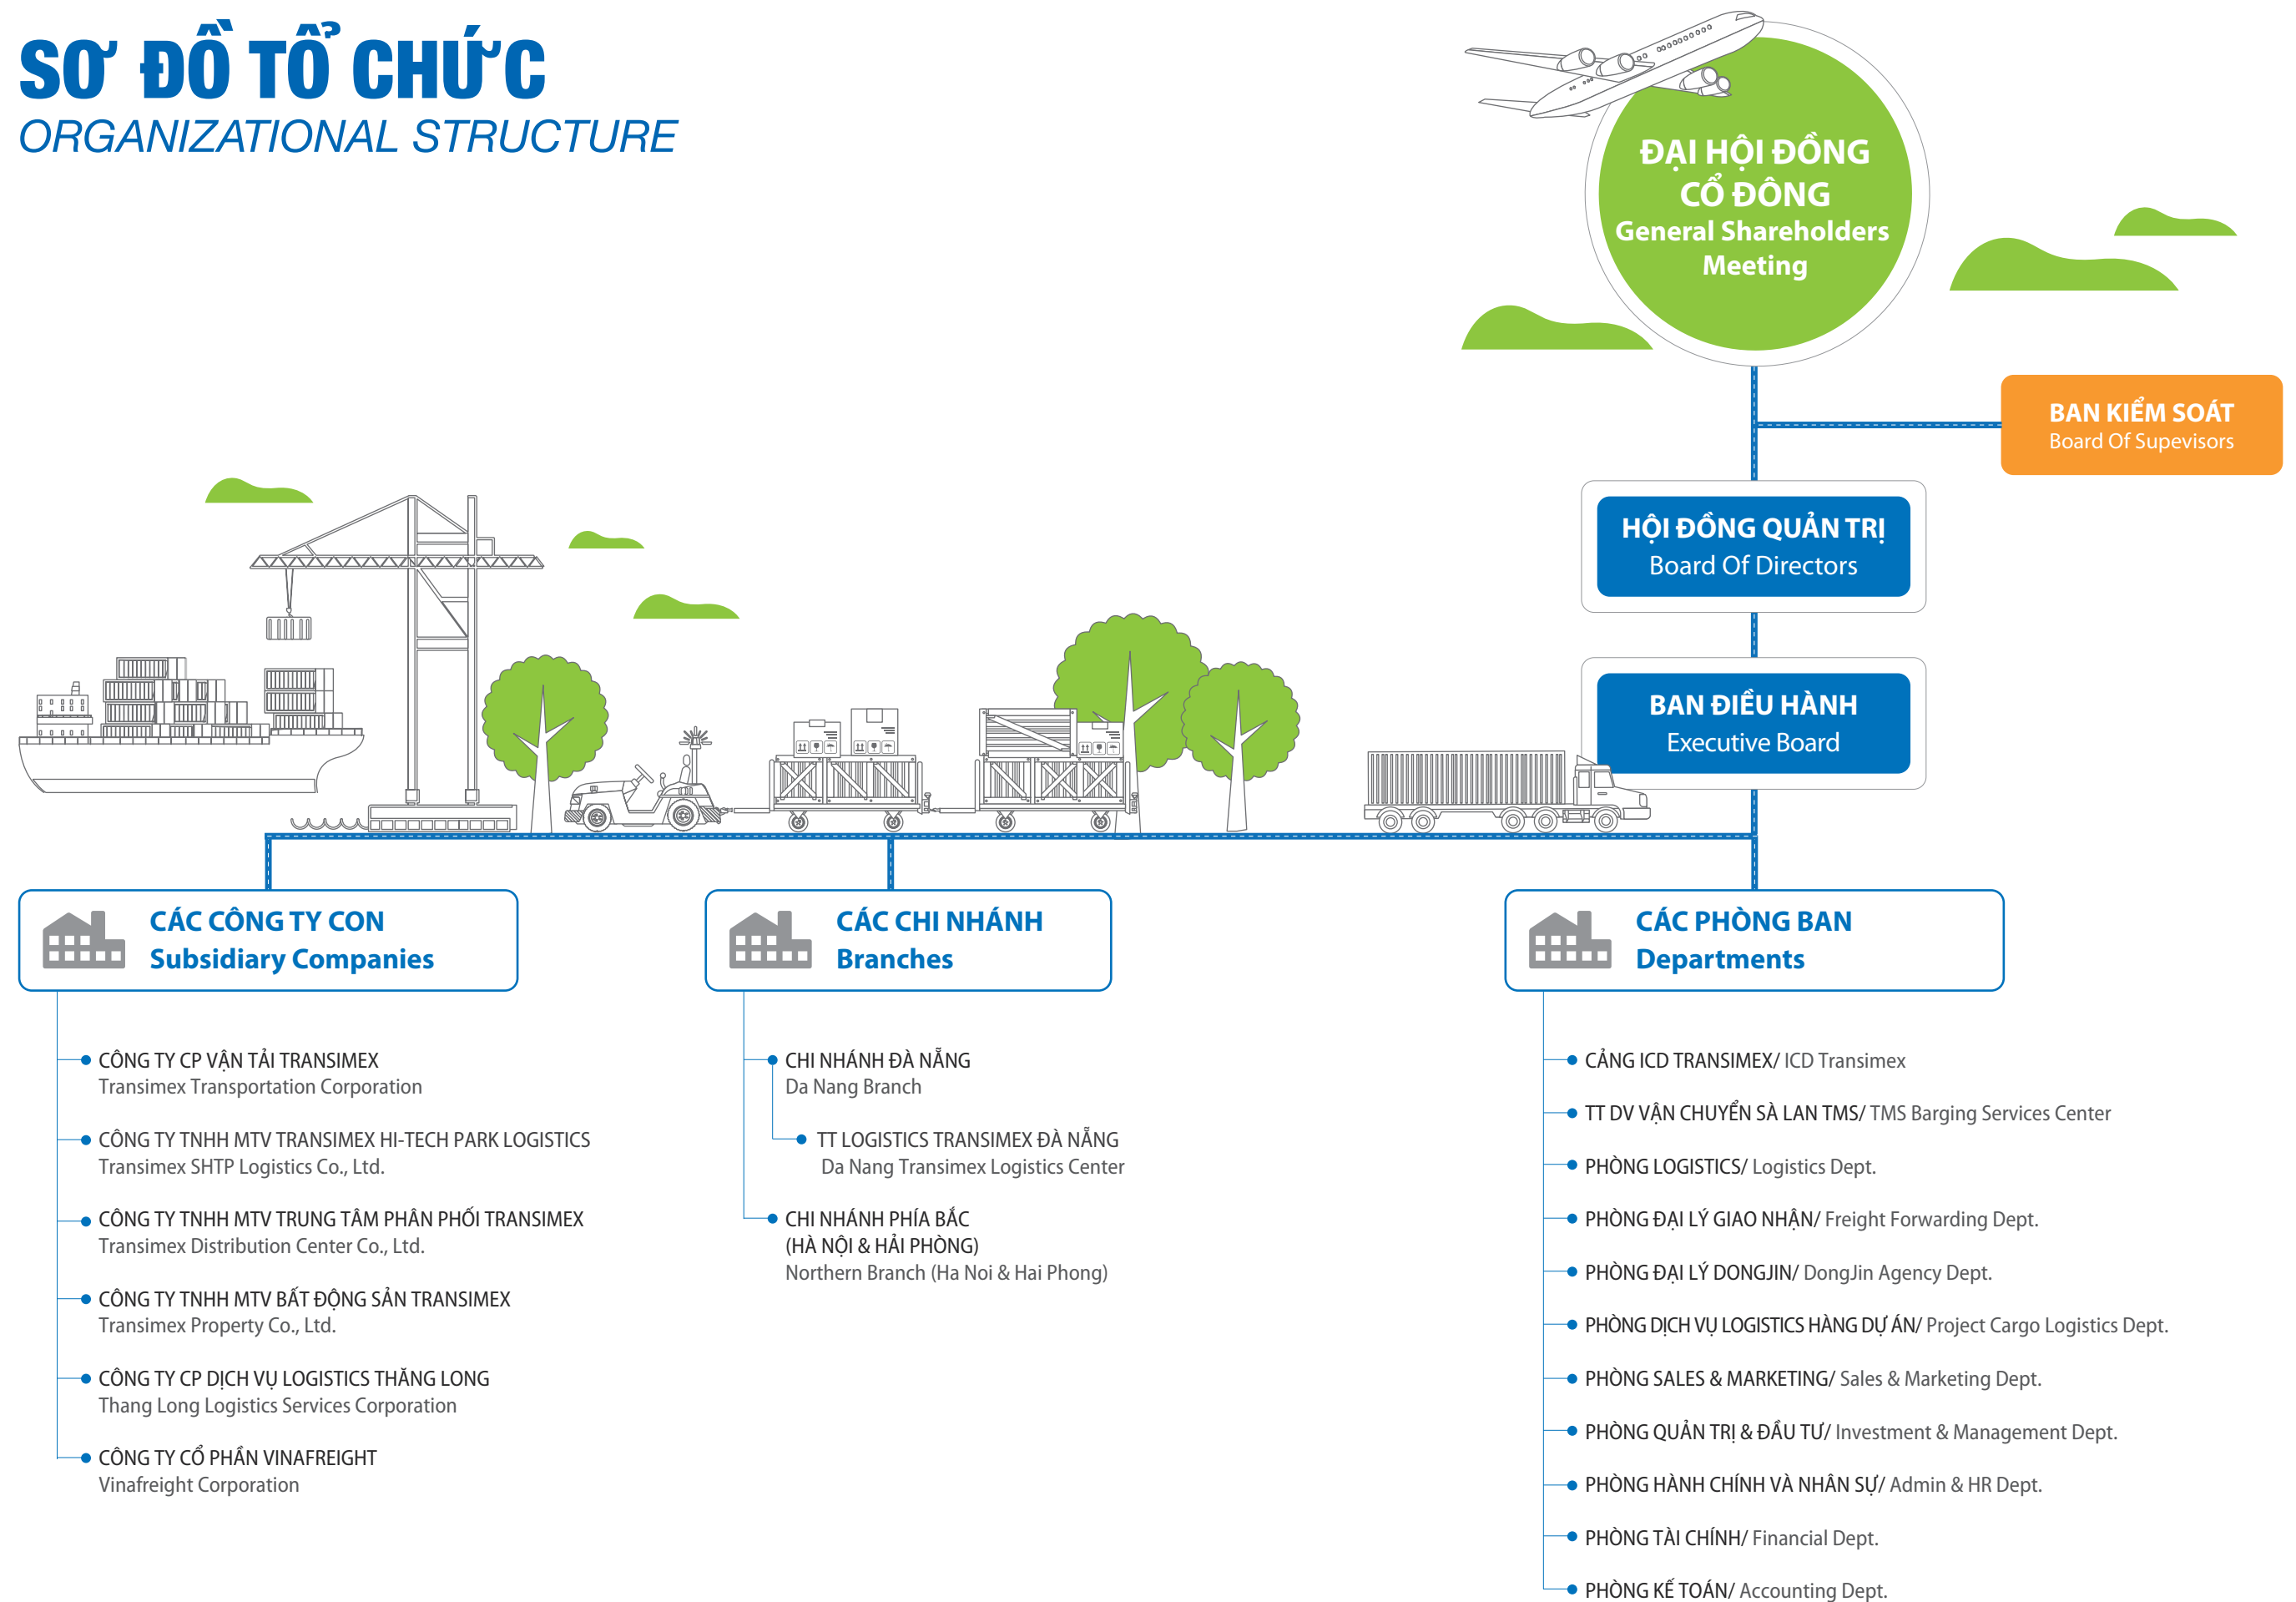 SƠ ĐỒ TỔ CHỨC
ORGANIZATIONAL STRUCTURE
ĐẠI HỘI ĐỒNG
CỔ ĐÔNG
General Shareholders
Meeting
BAN KIỂM SOÁT
Board Of Supevisors
HỘI ĐỒNG QUẢN TRỊ
Board Of Directors
BAN ĐIỀU HÀNH
Executive Board
CÁC CÔNG TY CON
Subsidiary Companies
CÔNG TY CP VẬN TẢI TRANSIMEX
Transimex Transportation Corporation
CÔNG TY TNHH MTV TRANSIMEX HI-TECH PARK LOGISTICS
Transimex SHTP Logistics Co., Ltd.
CÔNG TY TNHH MTV TRUNG TÂM PHÂN PHỐI TRANSIMEX
Transimex Distribution Center Co., Ltd.
CÔNG TY TNHH MTV BẤT ĐỘNG SẢN TRANSIMEX
Transimex Property Co., Ltd.
CÔNG TY CP DỊCH VỤ LOGISTICS THĂNG LONG
Thang Long Logistics Services Corporation
CÔNG TY CỔ PHẦN VINAFREIGHT
Vinafreight Corporation
CÁC CHI NHÁNH
Branches
CHI NHÁNH ĐÀ NẴNG
Da Nang Branch
TT LOGISTICS TRANSIMEX ĐÀ NẴNG
Da Nang Transimex Logistics Center
CHI NHÁNH PHÍA BẮC
(HÀ NỘI & HẢI PHÒNG)
Northern Branch (Ha Noi & Hai Phong)
CÁC PHÒNG BAN
Departments
CẢNG ICD TRANSIMEX/ ICD Transimex
TT DV VẬN CHUYỂN SÀ LAN TMS/ TMS Barging Services Center
PHÒNG LOGISTICS/ Logistics Dept.
PHÒNG ĐẠI LÝ GIAO NHẬN/ Freight Forwarding Dept.
PHÒNG ĐẠI LÝ DONGJIN/ DongJin Agency Dept.
PHÒNG DỊCH VỤ LOGISTICS HÀNG DỰ ÁN/ Project Cargo Logistics Dept.
PHÒNG SALES & MARKETING/ Sales & Marketing Dept.
PHÒNG QUẢN TRỊ & ĐẦU TƯ/ Investment & Management Dept.
PHÒNG HÀNH CHÍNH VÀ NHÂN SỰ/ Admin & HR Dept.
PHÒNG TÀI CHÍNH/ Financial Dept.
PHÒNG KẾ TOÁN/ Accounting Dept.